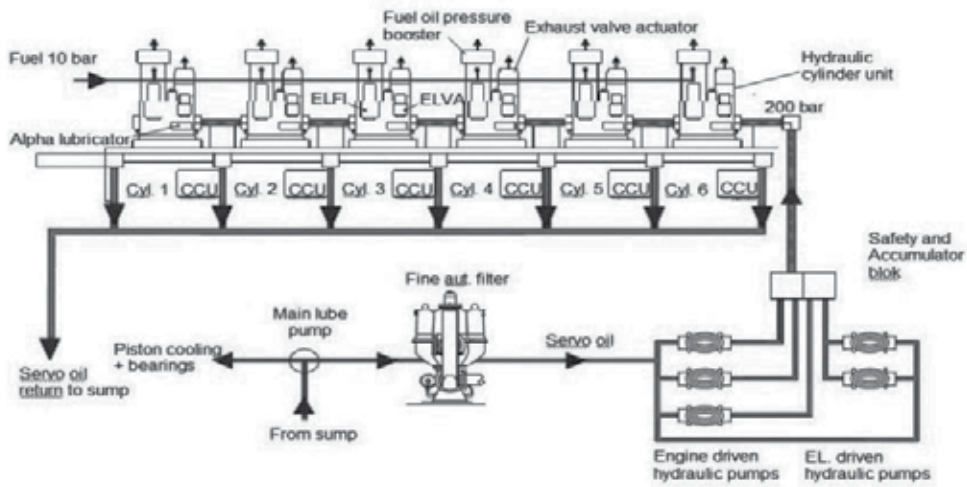 Fuel oil pressure
booster
Exhaust valve actuator
Fuel 10 bar
Hydraulic
cylinder unit
ELFI
ELVA
200 bar
Alpha lubricator
Cyl. 1
CCU
Cyl. 2
CCU
Cyl. 3
CCU
Cyl. 4
CCU
Cyl. 5
CCU
Cyl. 6
CCU
Safety and
Accumulator
blok
Fine aut. filter
Main lube
pump
Servo oil
Piston cooling
+ bearings
Servo oil
return to sump
From sump
Engine driven
hydraulic pumps
EL. driven
hydraulic pumps